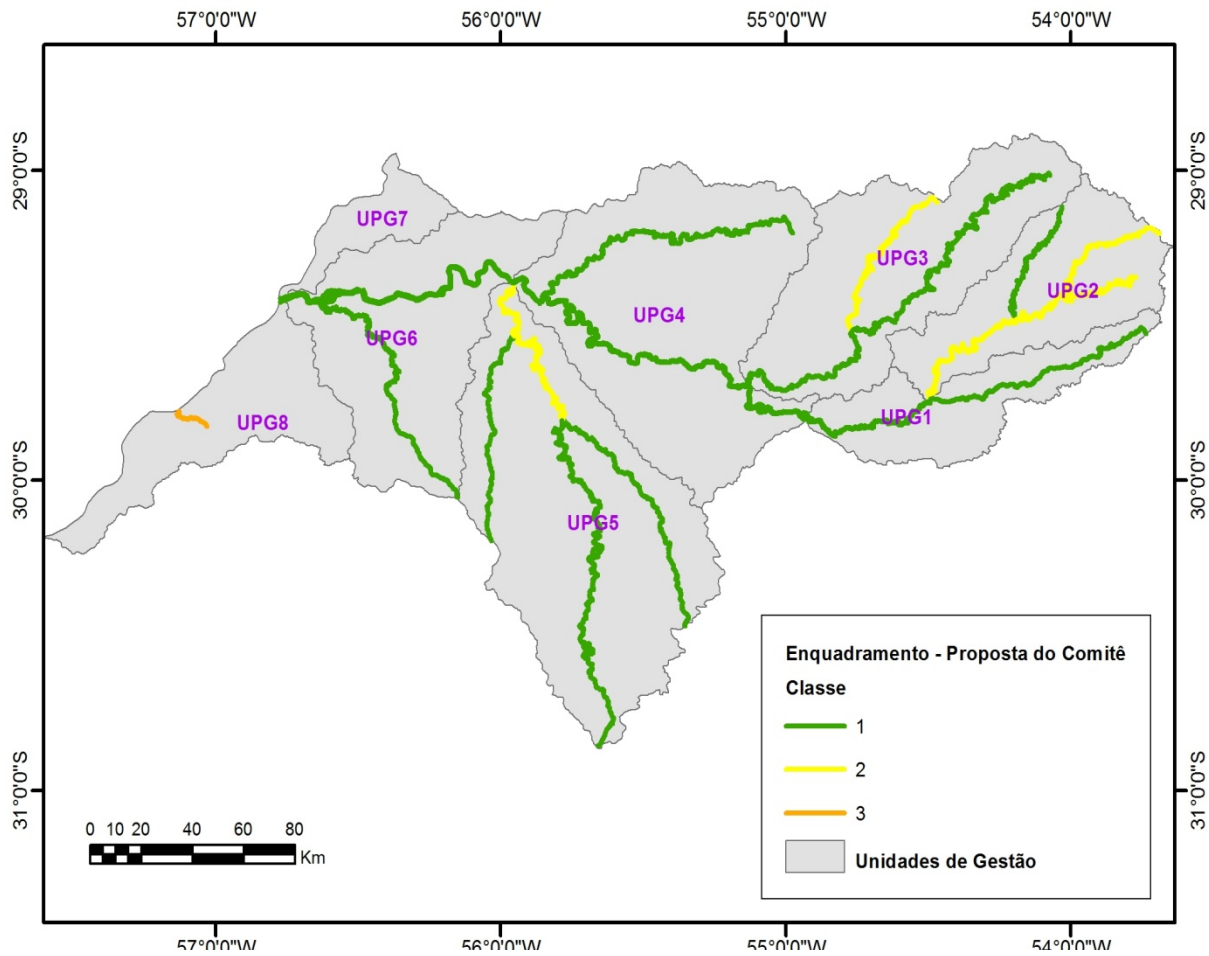 57°0'0"W
56°0'0"W
55°0'0"W
54°0'0"W
29°0'0"S
29°0'0"S
UPG7
UPG3
UPG2
UPG4
UPG6
UPG1
UPG8
30°0'0"S
30°0'0"S
UPG5
Enquadramento - Proposta do Comitê
Classe
1
2
3
Unidades de Gestão
31°0'0"S
31°0'0"S
0 10 20 40 60 80
Km
57°0'0"W
56°0'0"W
55°0'0"W
54°0'0"W